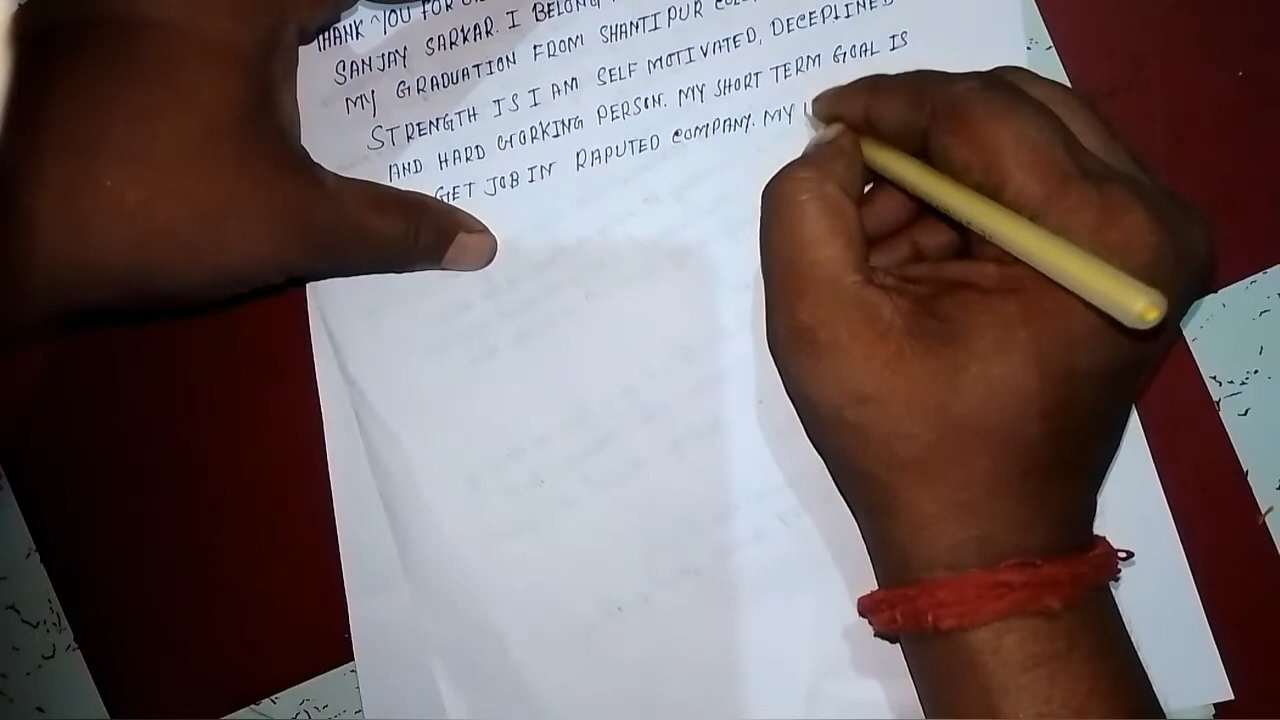 THANK YOU FOR
SANJAY SARKAR. I BELONG
MY GRADUATION FROM SHANTIPUR
STRENGTH IS I AM SELF MOTIVATED, DECEPLINED
AND HARD WORKING PERSON. MY SHORT TERM GOAL IS
GET JOB IN RAPUTED COMPANY. MY